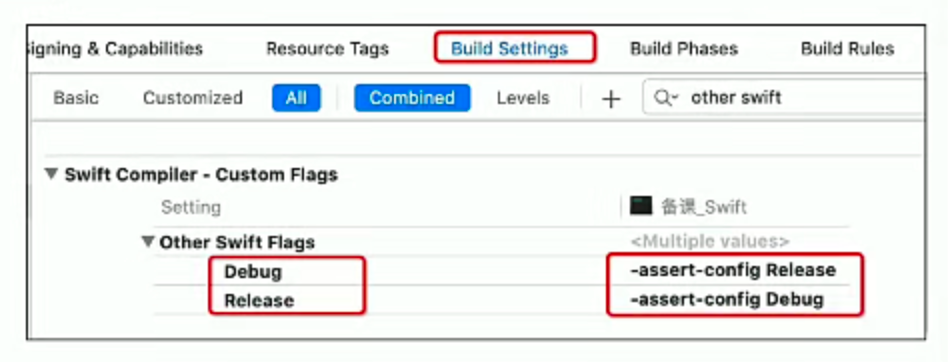 igning & Capabilities Resource Tags Build Settings Build Phases Build Rules
Basic Customized All Combined Levels + other swift
Swift Compiler - Custom Flags
Setting 备课_Swift
Other Swift Flags <Multiple values>
Debug -assert-config Release
Release -assert-config Debug